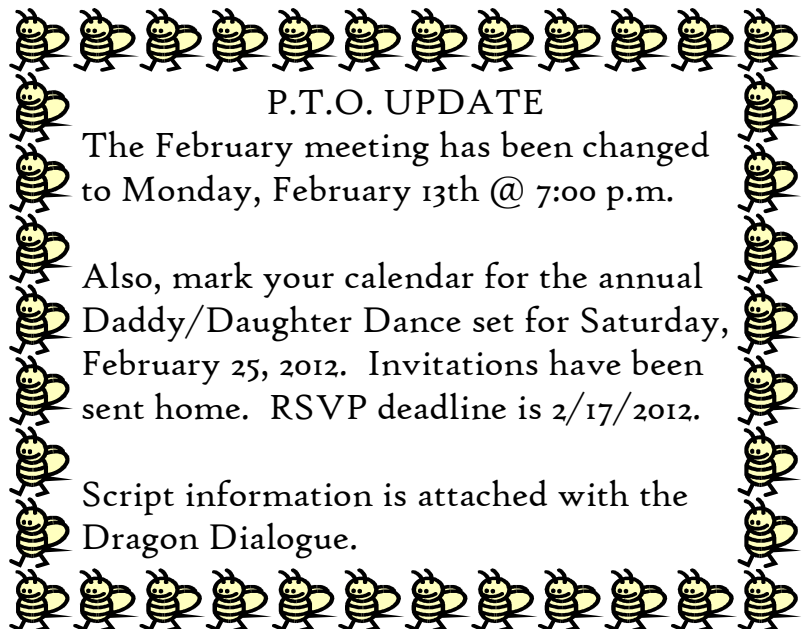 P.T.O. UPDATE
The February meeting has been changed
to Monday, February 13th @ 7:00 p.m.
Also, mark your calendar for the annual
Daddy/Daughter Dance set for Saturday,
February 25, 2012.  Invitations have been
sent home.  RSVP deadline is 2/17/2012.
Script information is attached with the
Dragon Dialogue.